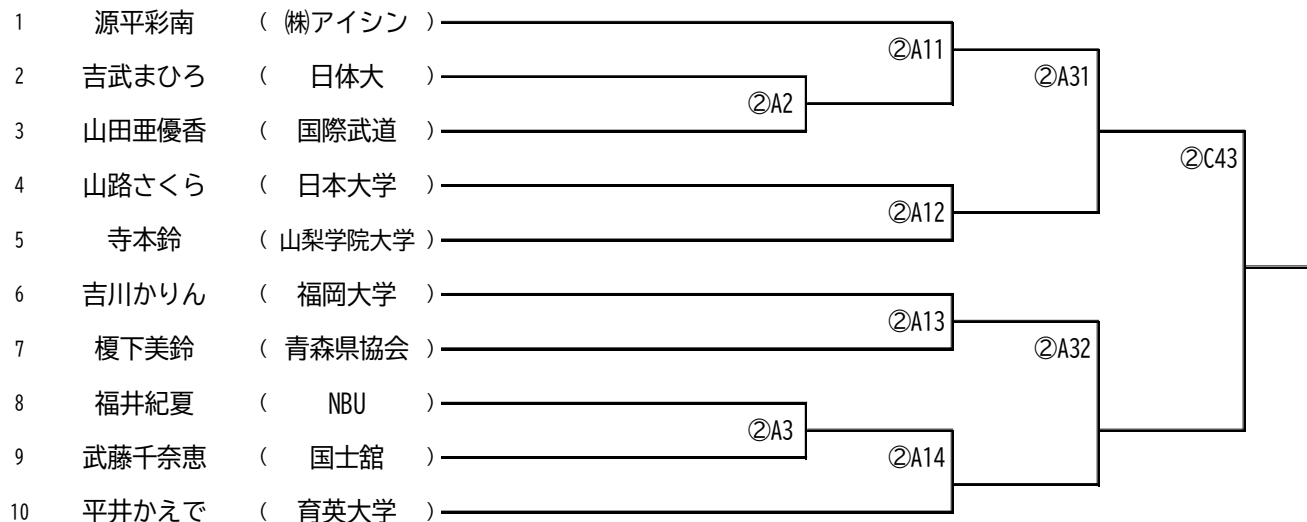 1 源平彩南 ( ㈱アイシン )
②A11
2 吉武まひろ ( 日体大 )
②A31
②A2
3 山田亜優香 ( 国際武道 )
②C43
4 山路さくら ( 日本大学 )
②A12
5 寺本鈴 ( 山梨学院大学 )
6 吉川かりん ( 福岡大学 )
②A13
7 榎下美鈴 ( 青森県協会 )
②A32
8 福井紀夏 ( NBU )
②A3
9 武藤千奈恵 ( 国士舘 )
②A14
10 平井かえで ( 育英大学 )